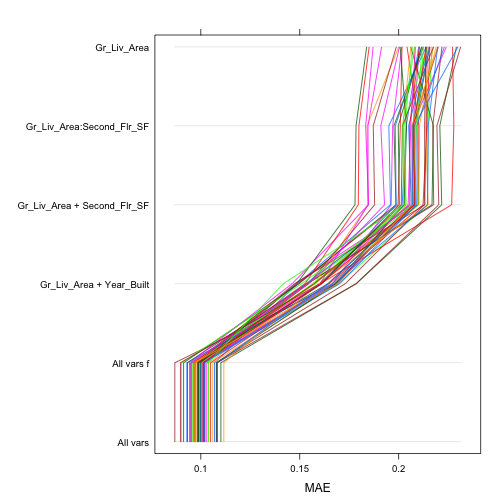 Gr_Liv_Area
Gr_Liv_Area:Second_Flr_SF
Gr_Liv_Area + Second_Flr_SF
Gr_Liv_Area + Year_Built
All vars f
All vars
0.1 0.15 0.2
MAE